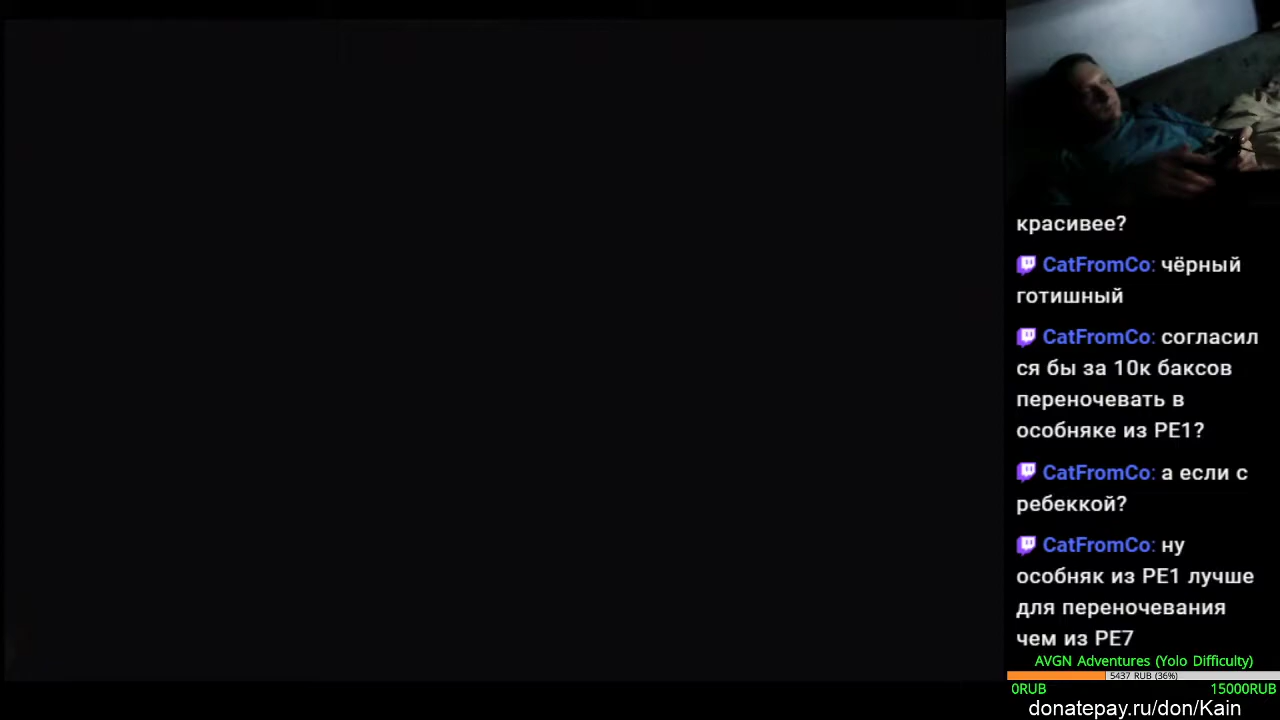 красивее?
CatFromCo: чёрный
готишный
CatFromCo: согласил
ся бы за 10к баксов
переночевать в
особняке из РЕ1?
CatFromCo: а если с
ребеккой?
CatFromCo: ну
особняк из РЕ1 лучше
для переночевания
чем из РЕ7
AVGN Adventures (Yolo Difficulty)
5437 RUB (36%)
0RUB 15000RUB
donatepay.ru/don/Kain